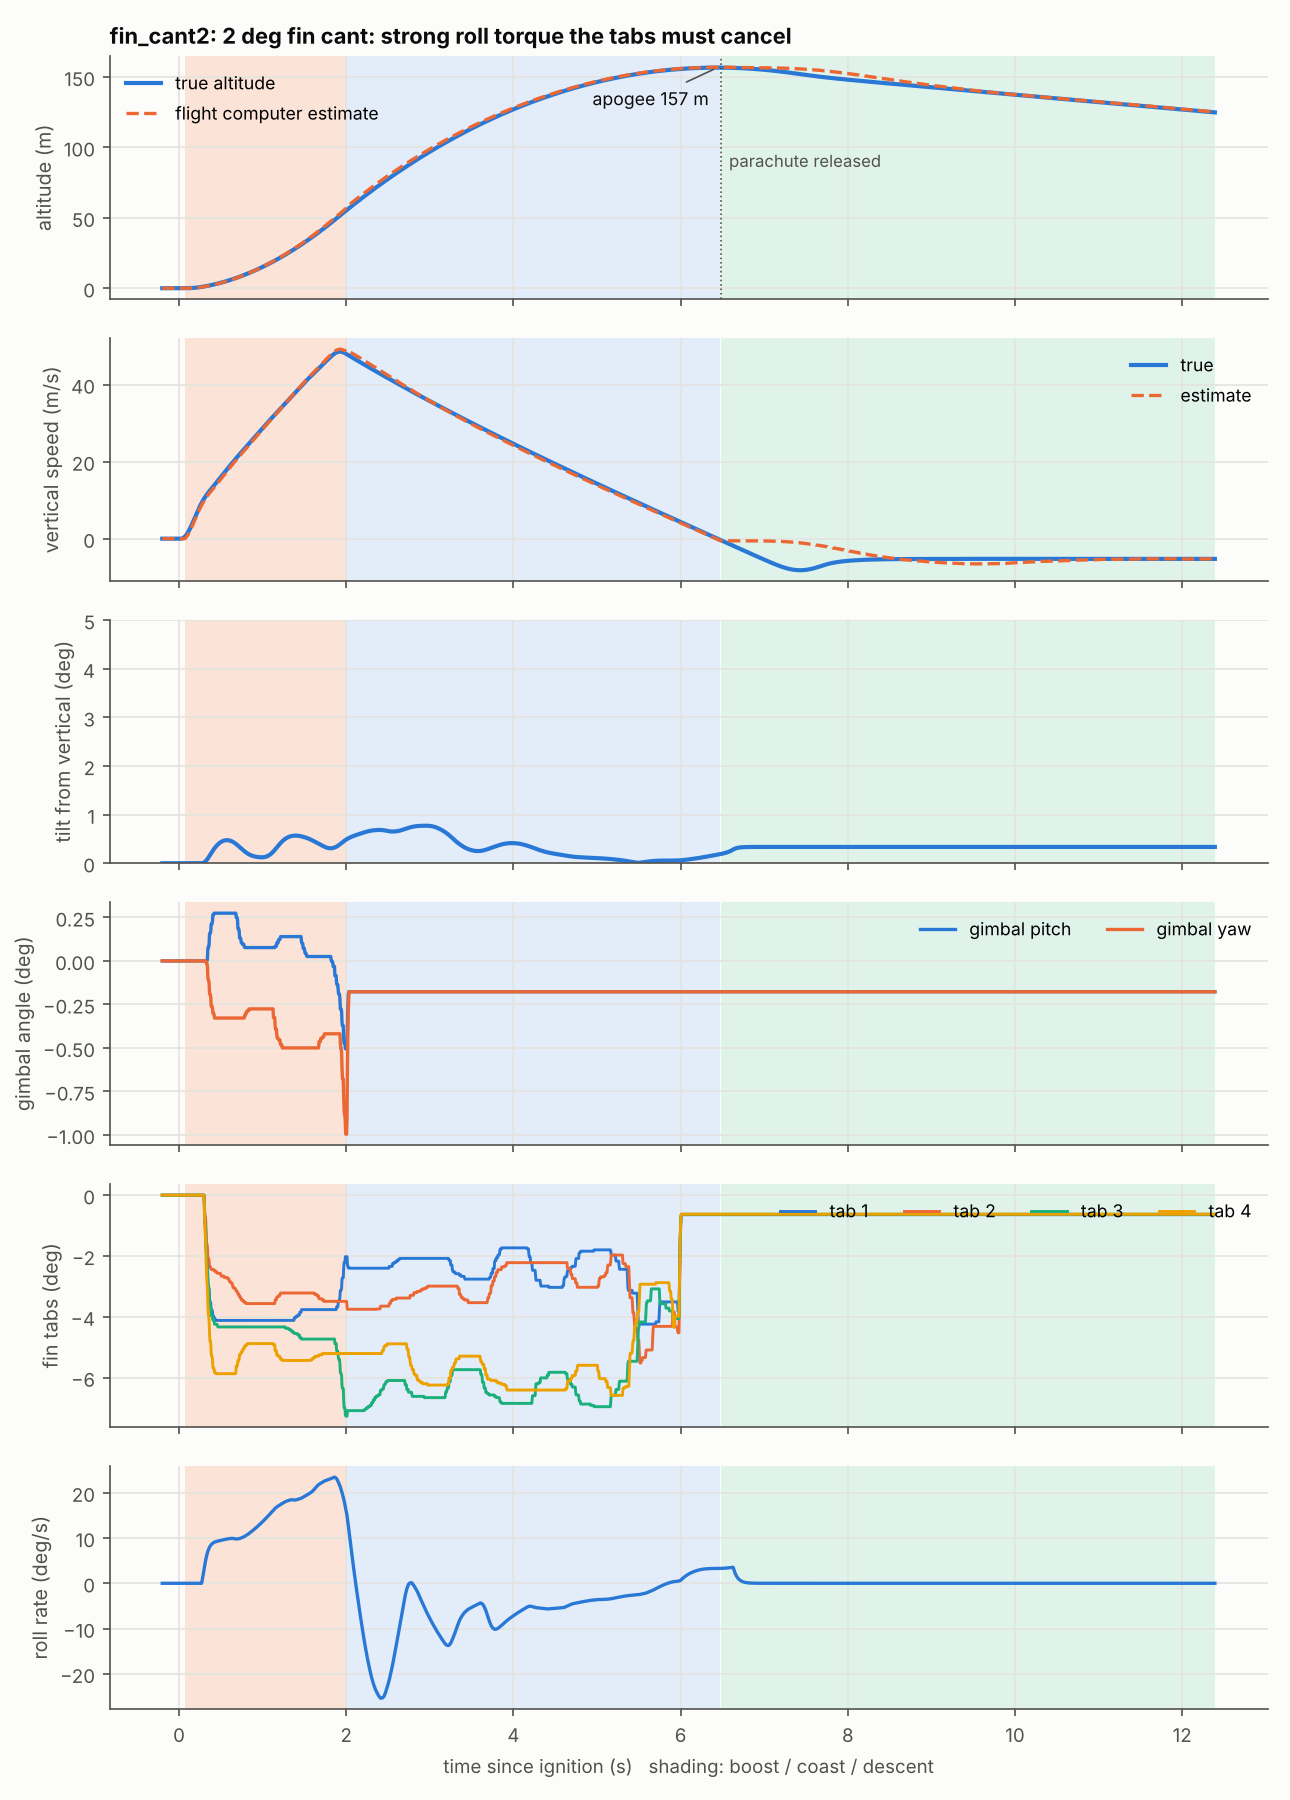 fin_cant2: 2 deg fin cant: strong roll torque the tabs must cancel
altitude (m)
150
100
50
0
true altitude
flight computer estimate
apogee 157 m
parachute released
vertical speed (m/s)
40
20
0
true
estimate
tilt from vertical (deg)
5
4
3
2
1
0
gimbal angle (deg)
0.25
0.00
−0.25
−0.50
−0.75
−1.00
gimbal pitch
gimbal yaw
fin tabs (deg)
0
−2
−4
−6
tab 1
tab 2
tab 3
tab 4
roll rate (deg/s)
20
10
0
−10
−20
0 2 4 6 8 10 12
time since ignition (s) shading: boost / coast / descent